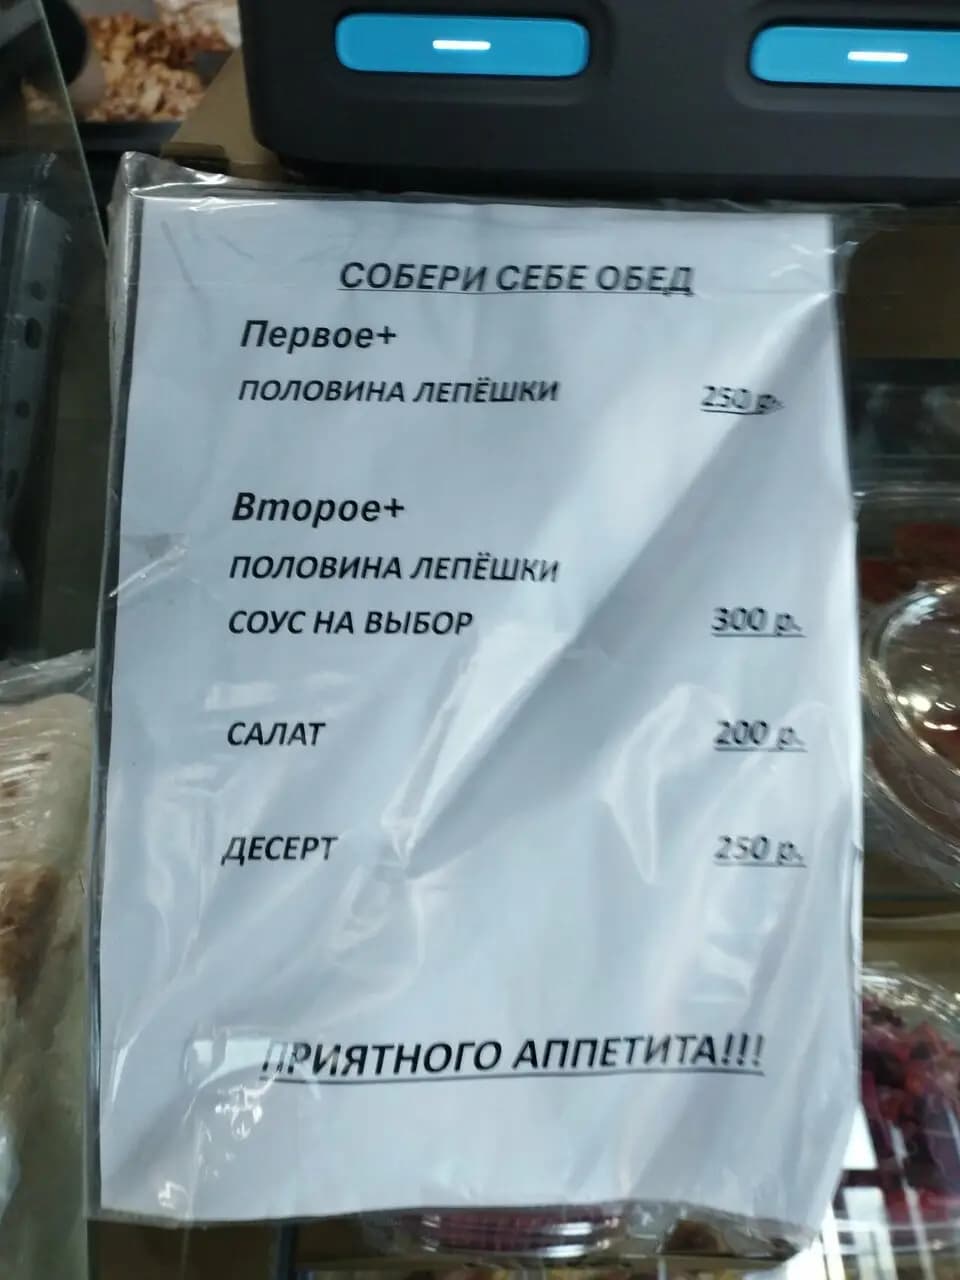 СОБЕРИ СЕБЕ ОБЕД
Первое+
ПОЛОВИНА ЛЕПЁШКИ 250 р.
Второе+
ПОЛОВИНА ЛЕПЁШКИ
СОУС НА ВЫБОР 300 р.
САЛАТ 200 р.
ДЕСЕРТ 250 р.
ПРИЯТНОГО АППЕТИТА!!!